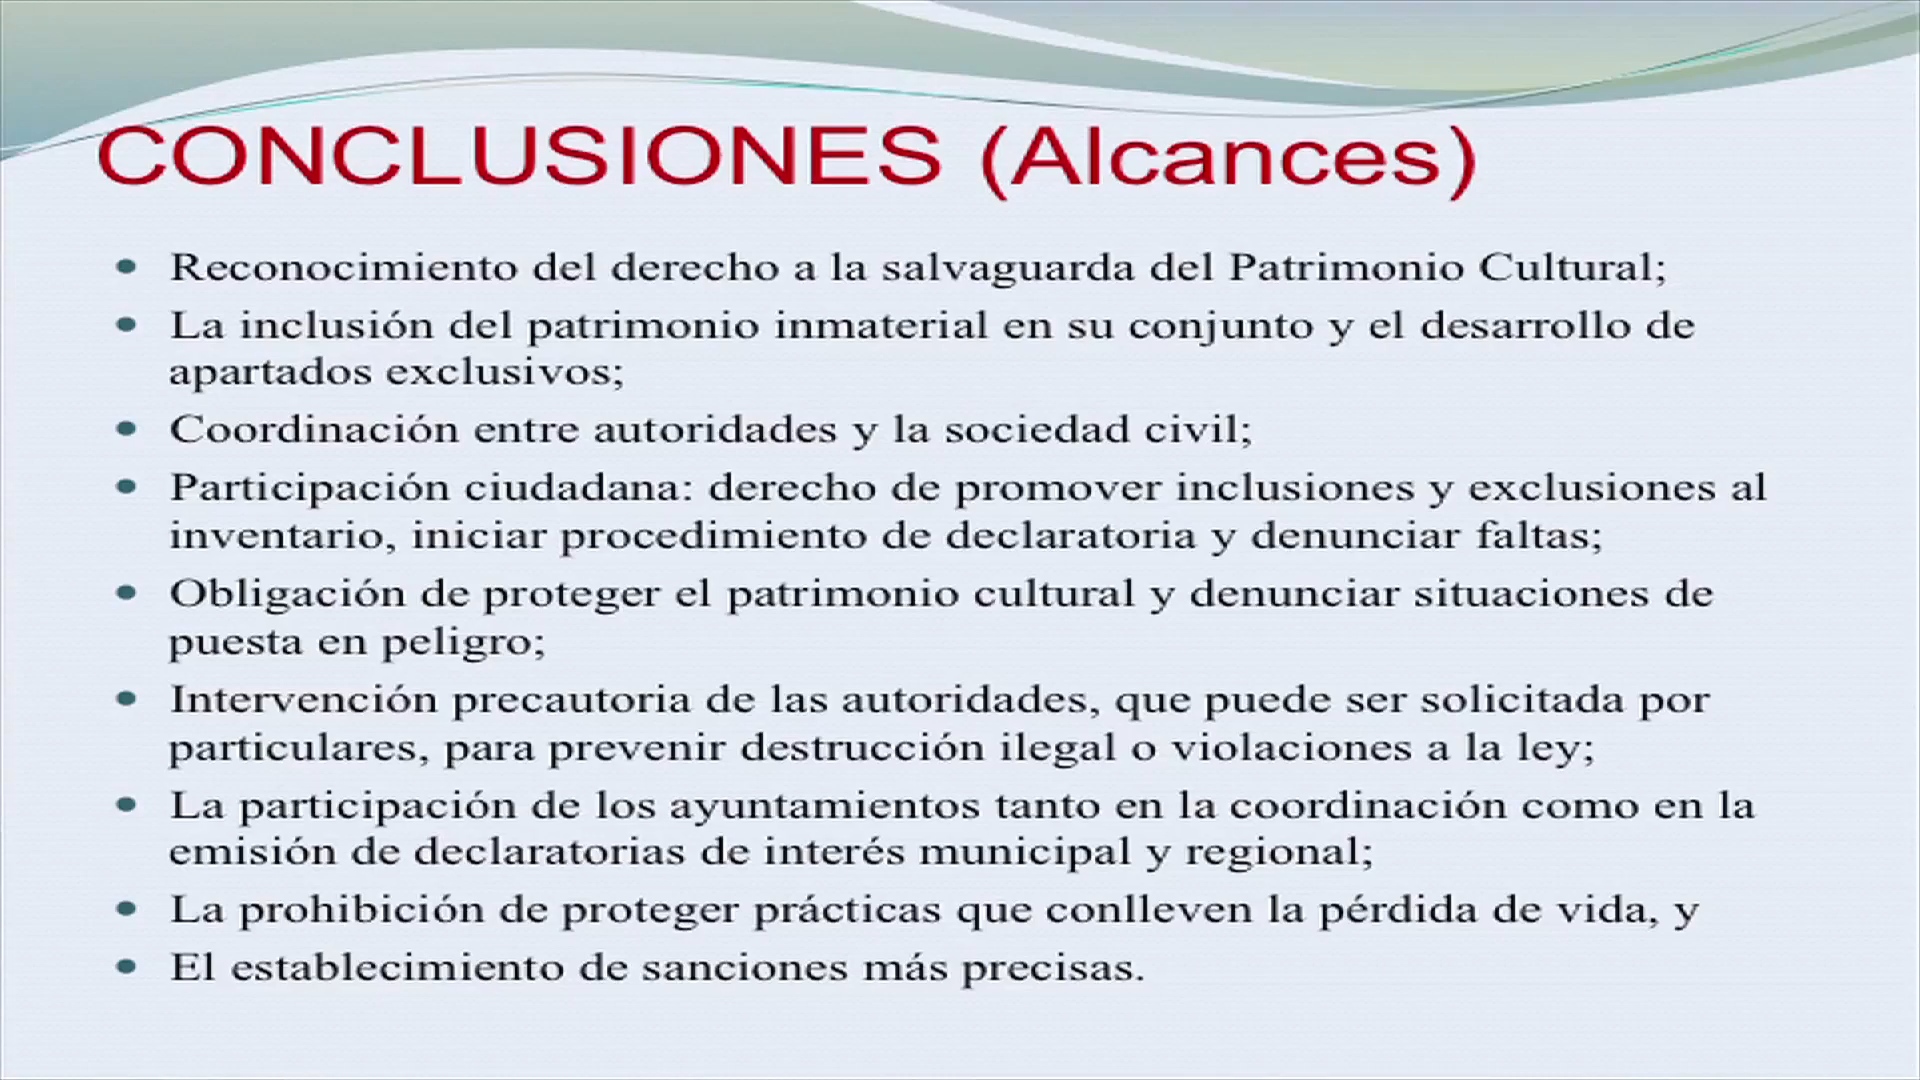 CONCLUSIONES (Alcances)
• Reconocimiento del derecho a la salvaguarda del Patrimonio Cultural;
• La inclusión del patrimonio inmaterial en su conjunto y el desarrollo de
apartados exclusivos;
• Coordinación entre autoridades y la sociedad civil;
• Participación ciudadana: derecho de promover inclusiones y exclusiones al
inventario, iniciar procedimiento de declaratoria y denunciar faltas;
• Obligación de proteger el patrimonio cultural y denunciar situaciones de
puesta en peligro;
• Intervención precautoria de las autoridades, que puede ser solicitada por
particulares, para prevenir destrucción ilegal o violaciones a la ley;
• La participación de los ayuntamientos tanto en la coordinación como en la
emisión de declaratorias de interés municipal y regional;
• La prohibición de proteger prácticas que conlleven la pérdida de vida, y
• El establecimiento de sanciones más precisas.